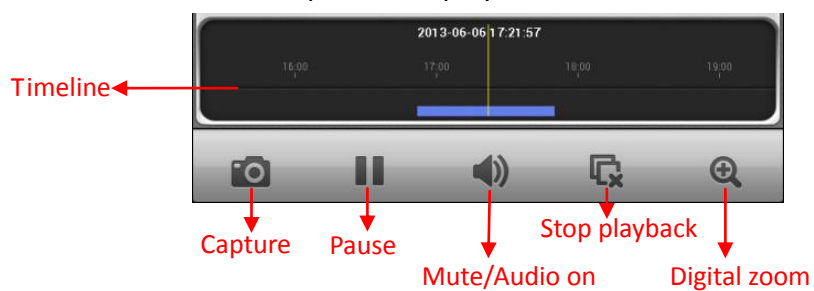 2013-06-06 17:21:57
16:00 17:00 18:00 19:00
Timeline
Capture Pause Mute/Audio on Stop playback Digital zoom